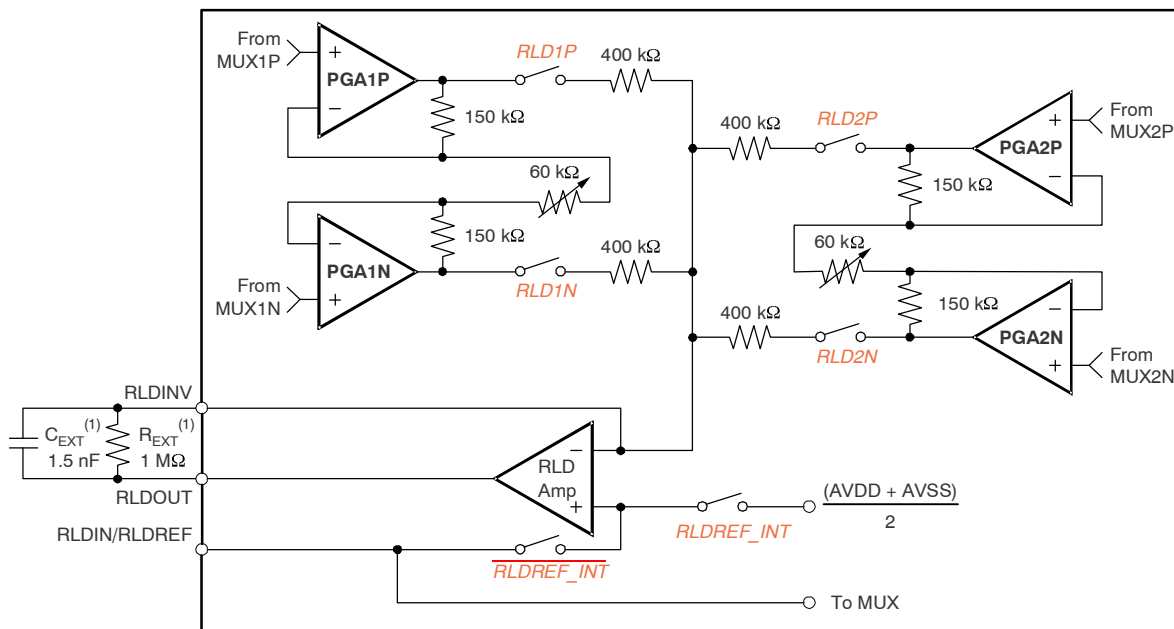 From
MUX1P
+
PGA1P
−
RLD1P
400 kΩ
150 kΩ
60 kΩ
150 kΩ
−
PGA1N
+
From
MUX1N
RLD1N
400 kΩ
400 kΩ
RLD2P
From
MUX2P
+
PGA2P
−
150 kΩ
60 kΩ
150 kΩ
400 kΩ
RLD2N
−
PGA2N
+
From
MUX2N
RLDINV
C_EXT (1)
1.5 nF
R_EXT (1)
1 MΩ
RLDOUT
RLDIN/RLDREF
−
RLD
Amp
+
RLDREF_INT
(AVDD + AVSS)
2
RLDREF_INT
To MUX